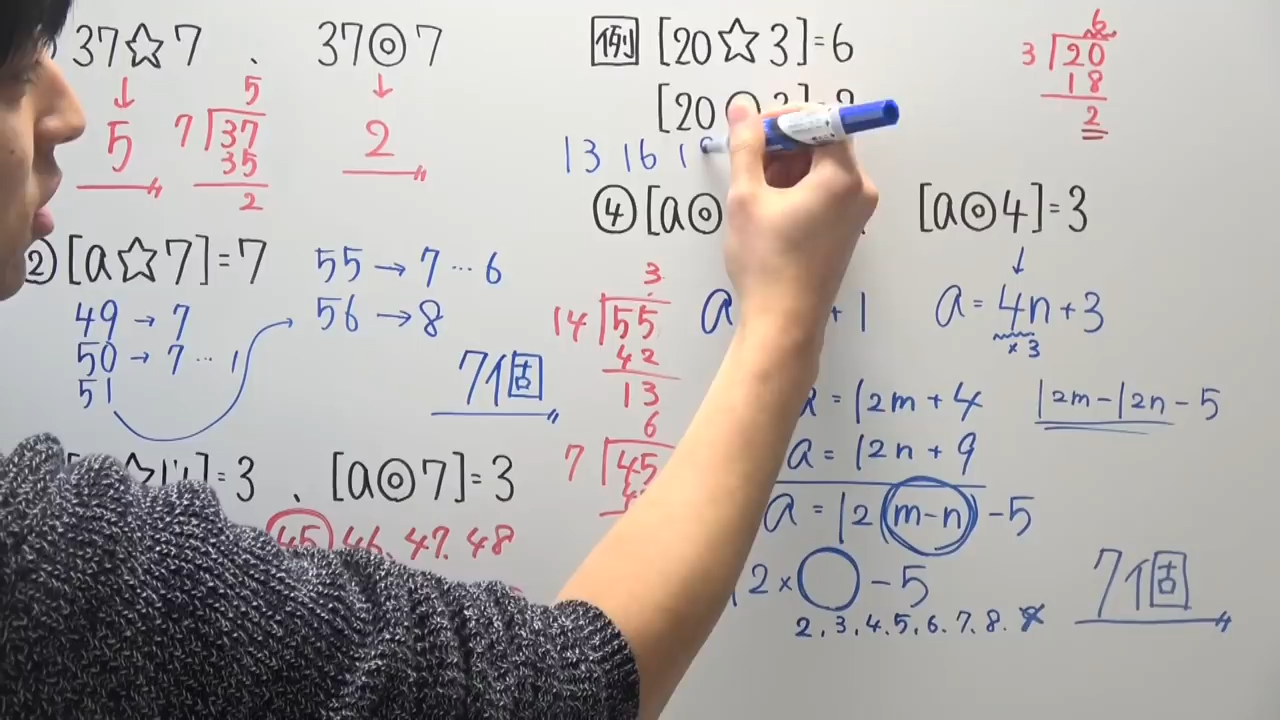 37☆7 、 37◎7
↓ ↓
5 2
5
7)37
35
2
② [a☆7]=7
49→7
50→7…1
51
55→7…6
56→8
7個
]=3 、 [a◎7]=3
45、46、47、48
例 [20☆3]=6
[20
13 16 1
6
3)20
18
2
④ [a◎ [a◎4]=3
↓
a + 1 a=4n+3
×3
3
14)55
42
13
6
7)45
=12m+4
a=12n+9
a=12(m-n)-5
12m-12n-5
2×○-5
2、3、4、5、6、7、8、
7個